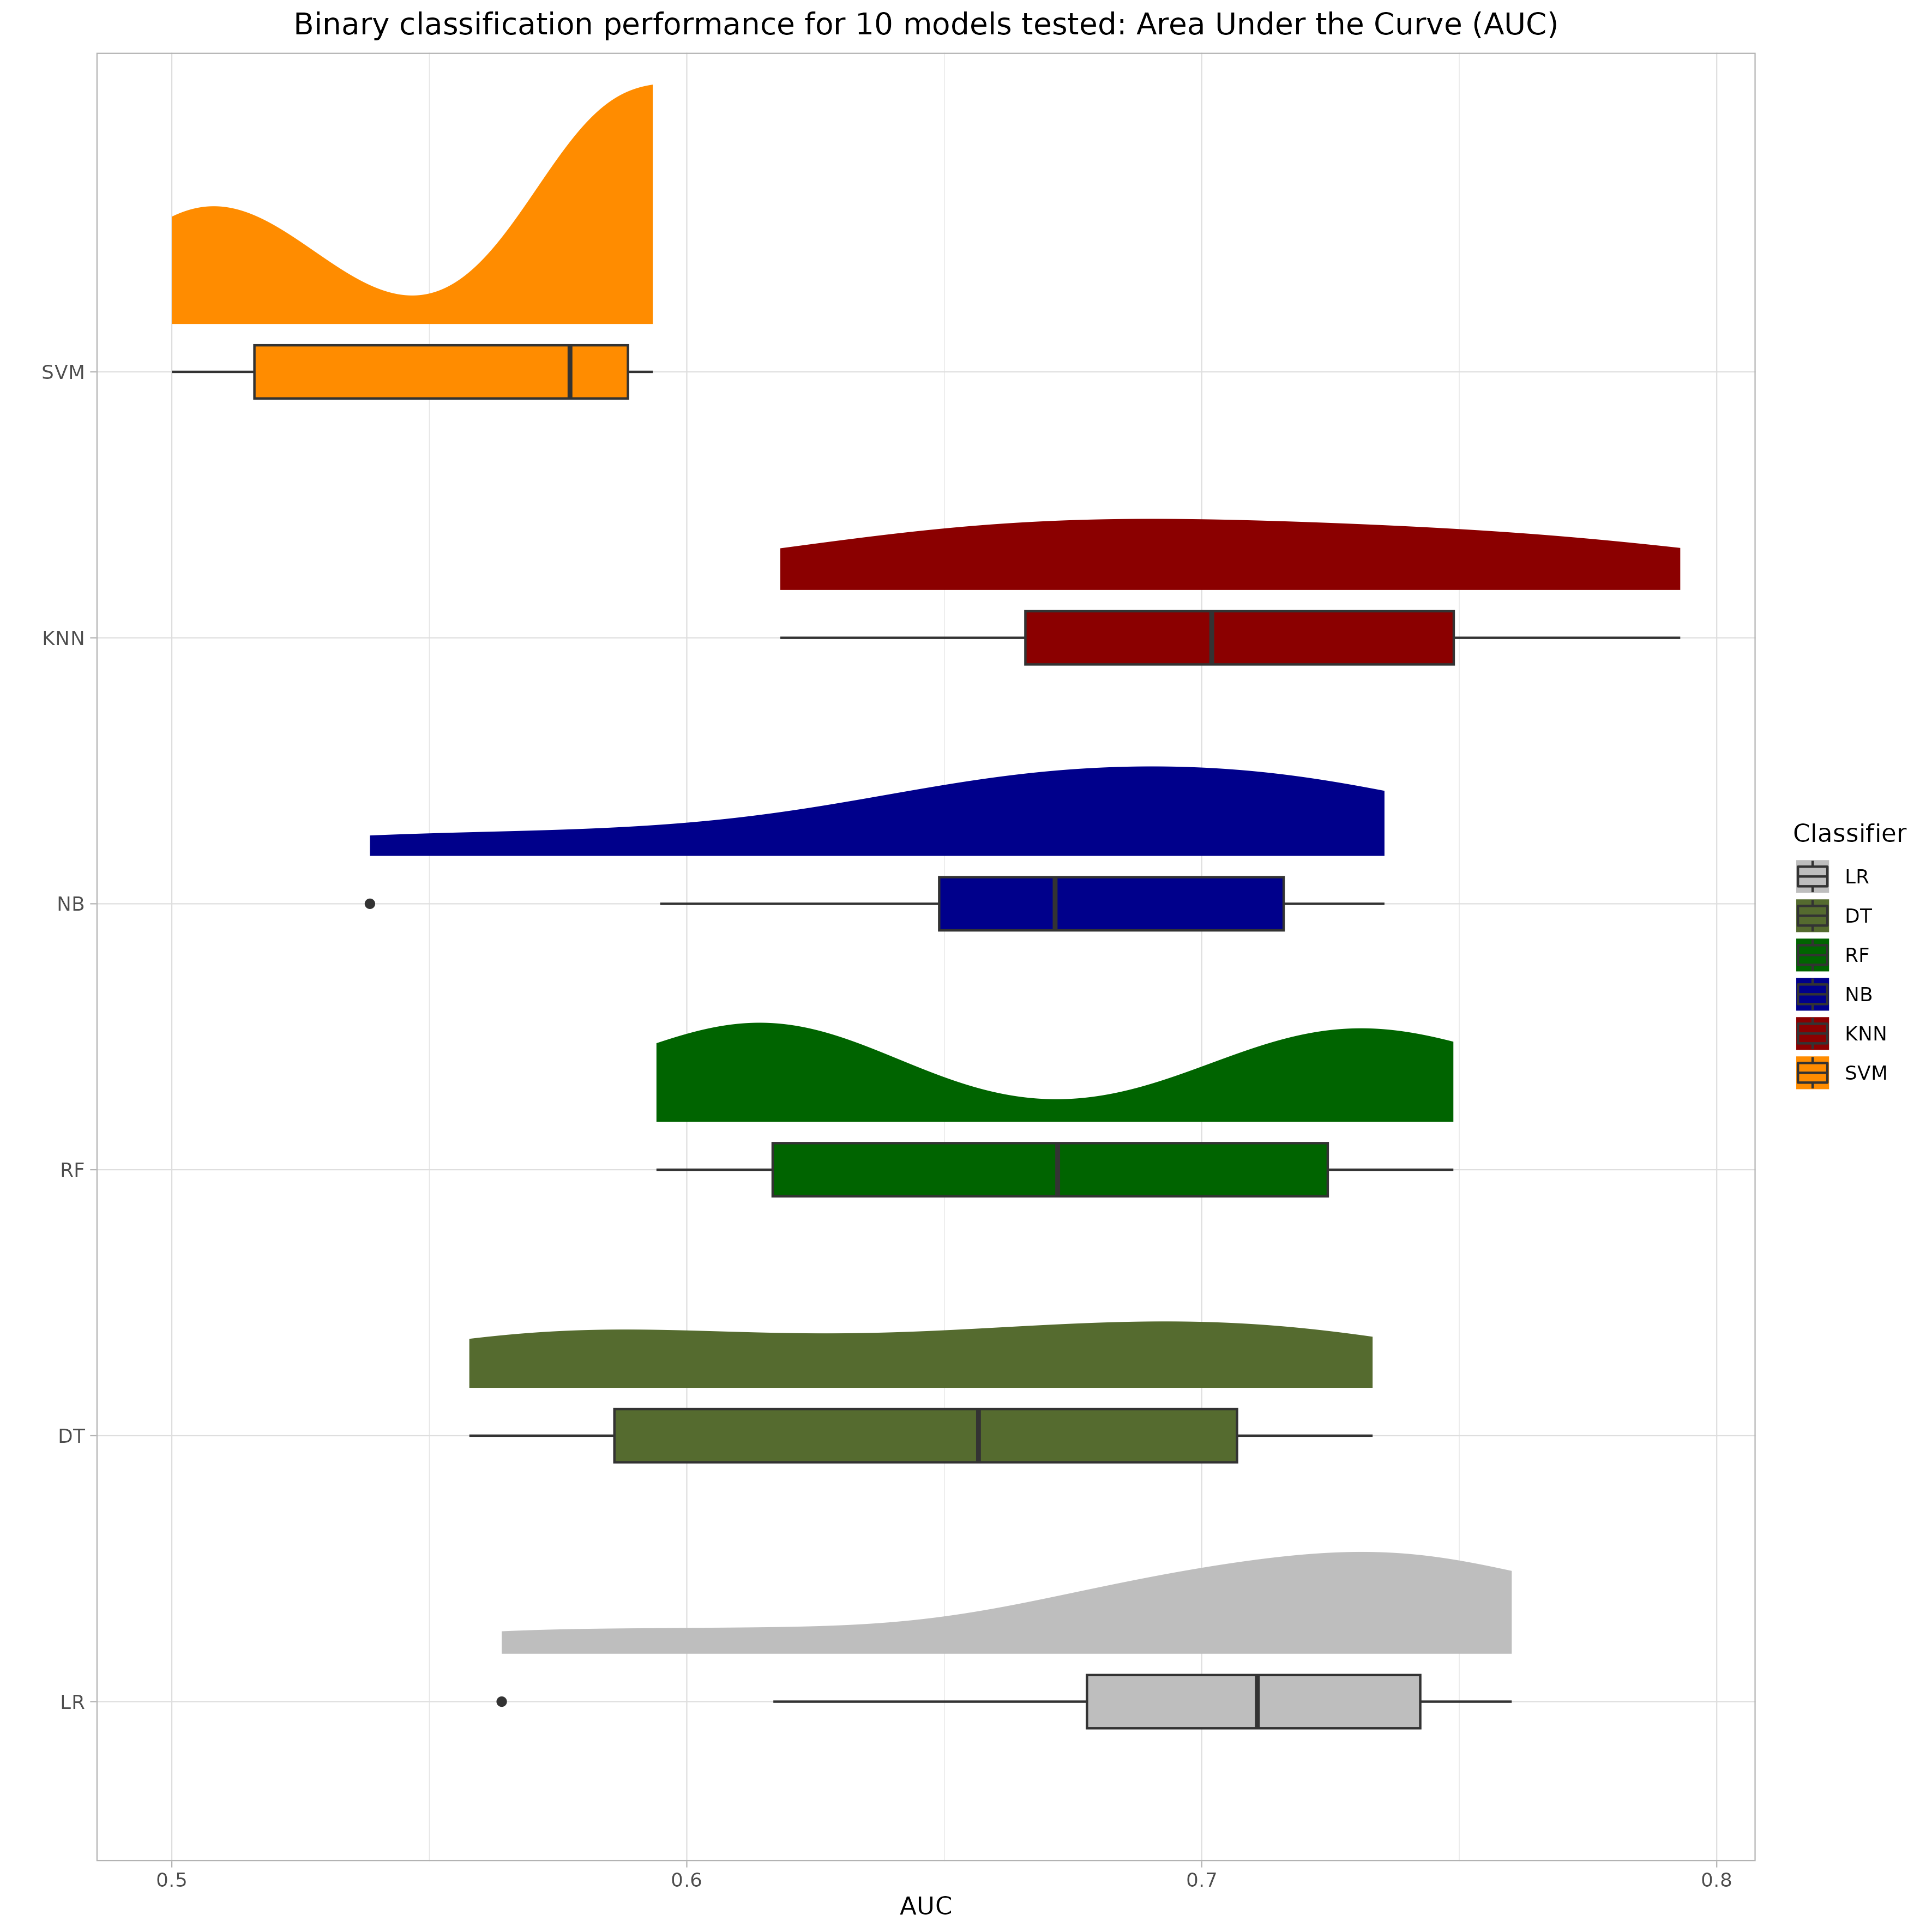 Binary classification performance for 10 models tested: Area Under the Curve (AUC)
SVM
KNN
NB
RF
DT
LR
0.5 0.6 0.7 0.8
AUC
Classifier
LR
DT
RF
NB
KNN
SVM